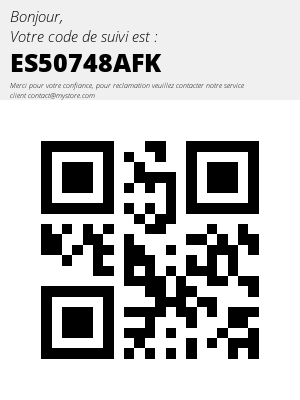 Bonjour,
Votre code de suivi est :
ES50748AFK
Merci pour votre confiance, pour reclamation veuillez contacter notre service
client contact@mystore.com